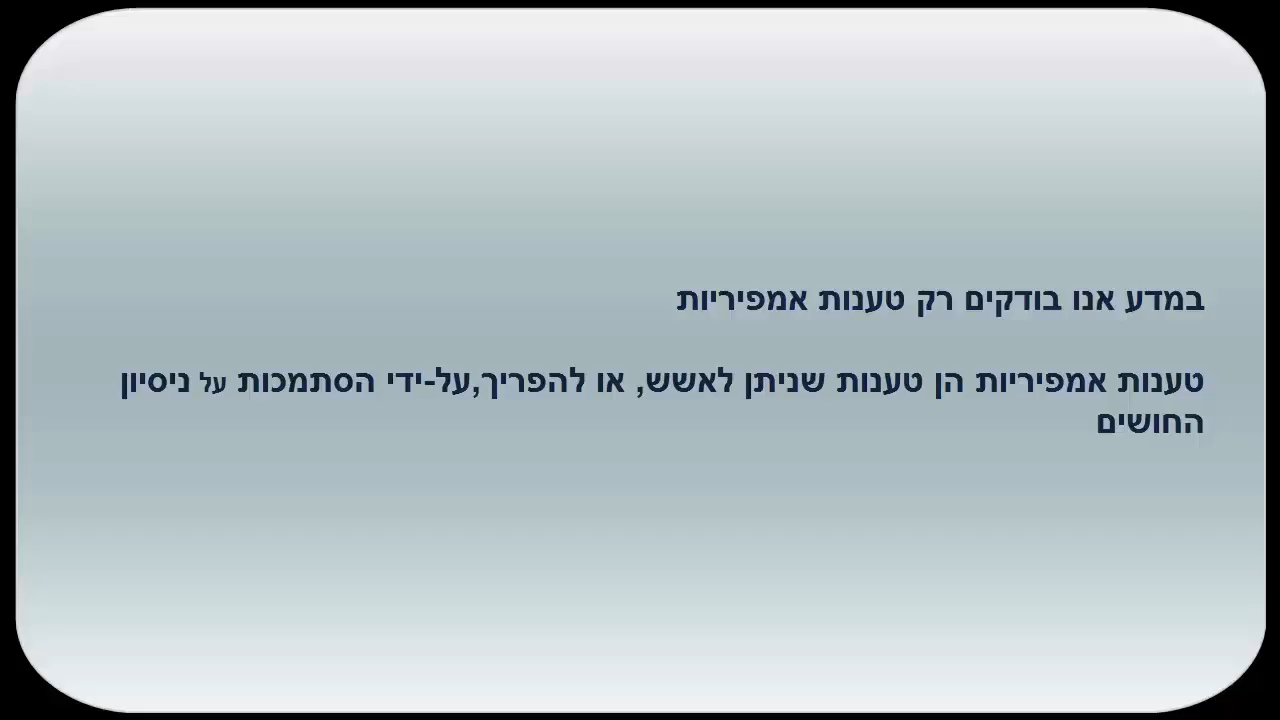 במדע אנו בודקים רק טענות אמפיריות
טענות אמפיריות הן טענות שניתן לאשש, או להפריך,על-ידי הסתמכות על ניסיון
החושים